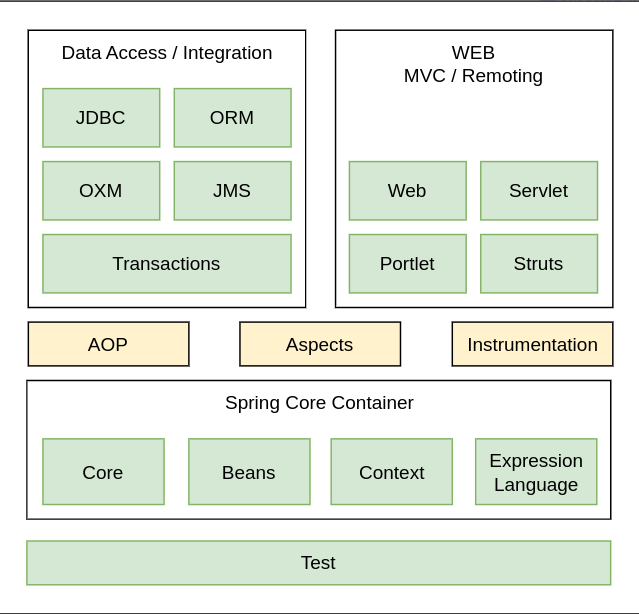 Data Access / Integration
JDBC
ORM
OXM
JMS
Transactions
WEB
MVC / Remoting
Web
Servlet
Portlet
Struts
AOP
Aspects
Instrumentation
Spring Core Container
Core
Beans
Context
Expression
Language
Test